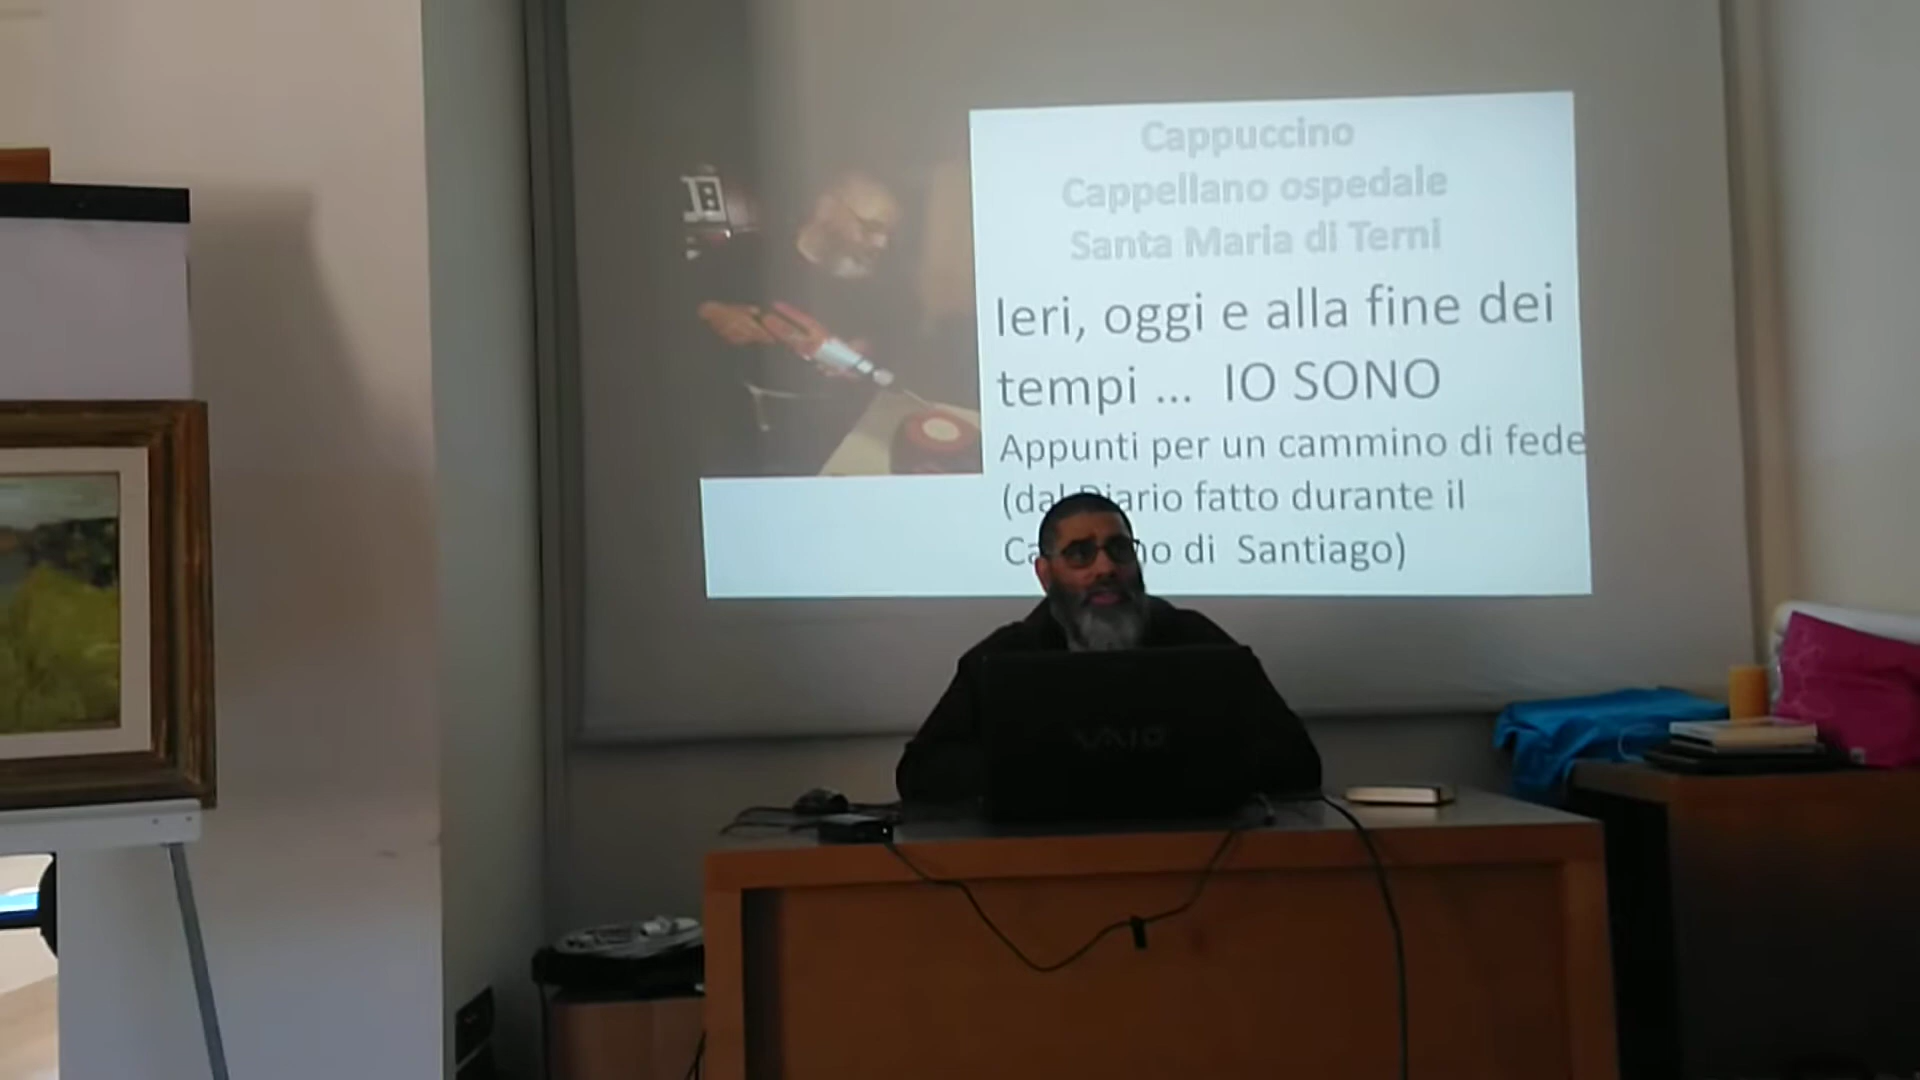 Cappuccino
Cappellano ospedale
Santa Maria di Terni
Ieri, oggi e alla fine dei
tempi ... IO SONO
Appunti per un cammino di fede
(dal Diario fatto durante il
di Santiago)
VAIO